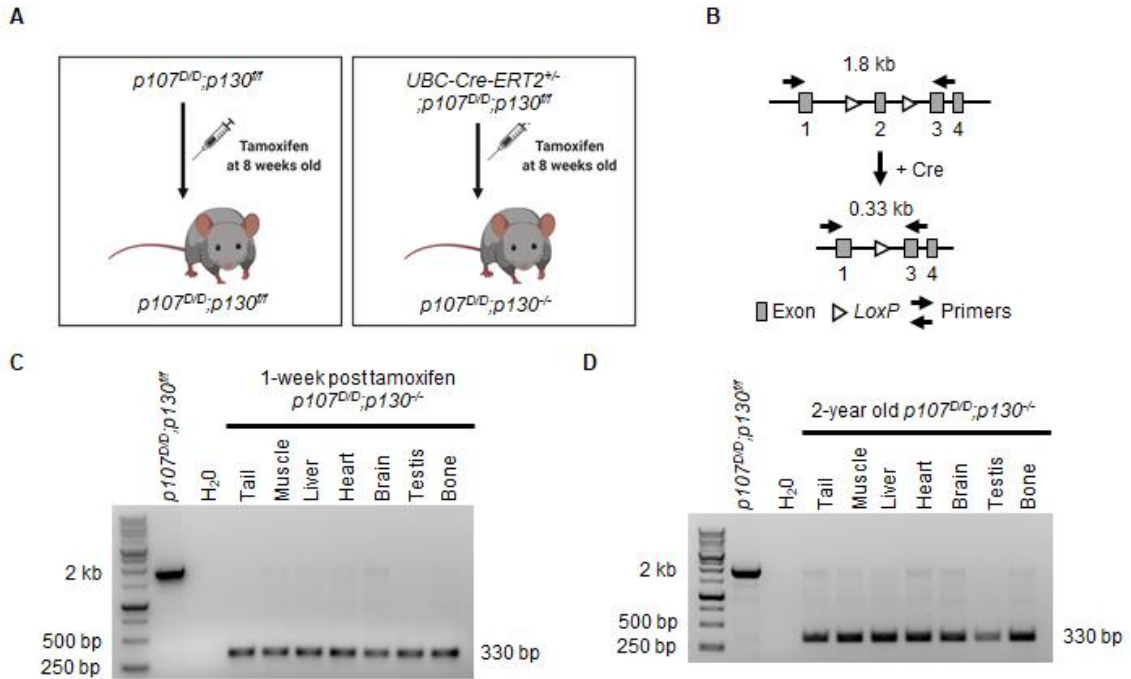 A
p107D/D;p130f/f
Tamoxifen
at 8 weeks old
p107D/D;p130f/f
UBC-Cre-ERT2+/-
;p107D/D;p130f/f
Tamoxifen
at 8 weeks old
p107D/D;p130-/-
B
1.8 kb
1 2 3 4
+ Cre
0.33 kb
1 3 4
Exon LoxP Primers
C
1-week post tamoxifen
p107D/D;p130-/-
p107D/D;p130f/f
H20
Tail
Muscle
Liver
Heart
Brain
Testis
Bone
2 kb
500 bp
250 bp
330 bp
D
2-year old p107D/D;p130-/-
p107D/D;p130f/f
H20
Tail
Muscle
Liver
Heart
Brain
Testis
Bone
2 kb
500 bp
250 bp
330 bp